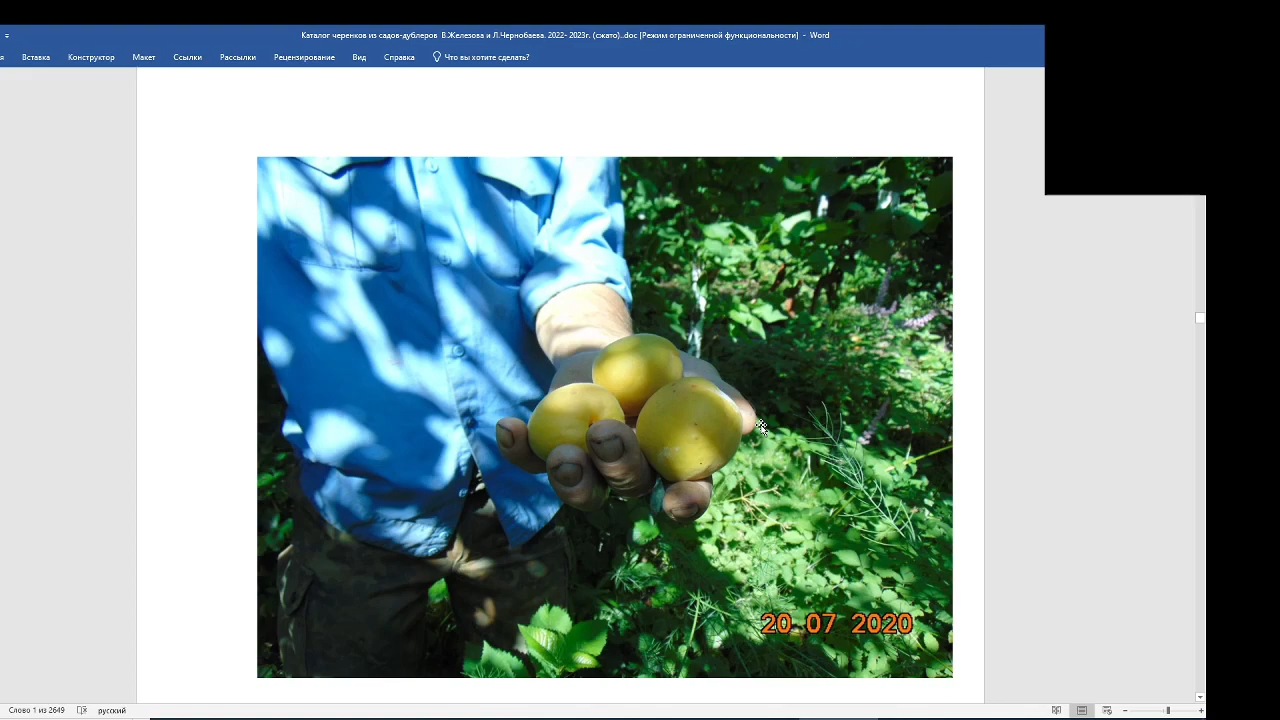 Каталог черенков из садов-дублеров В.Железова и Л.Чернобаева. 2022- 2023г. (сжато)..doc [Режим ограниченной функциональности] - Word
я Вставка Конструктор Макет Ссылки Рассылки Рецензирование Вид Справка Что вы хотите сделать?
20 07 2020
Слово 1 из 2649 русский